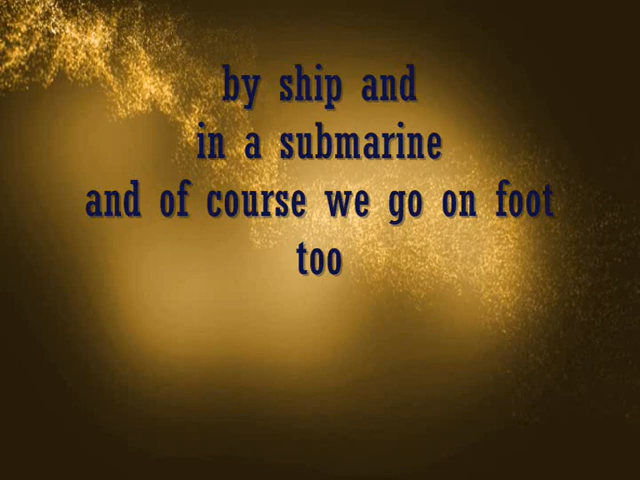 by ship and
in a submarine
and of course we go on foot
too